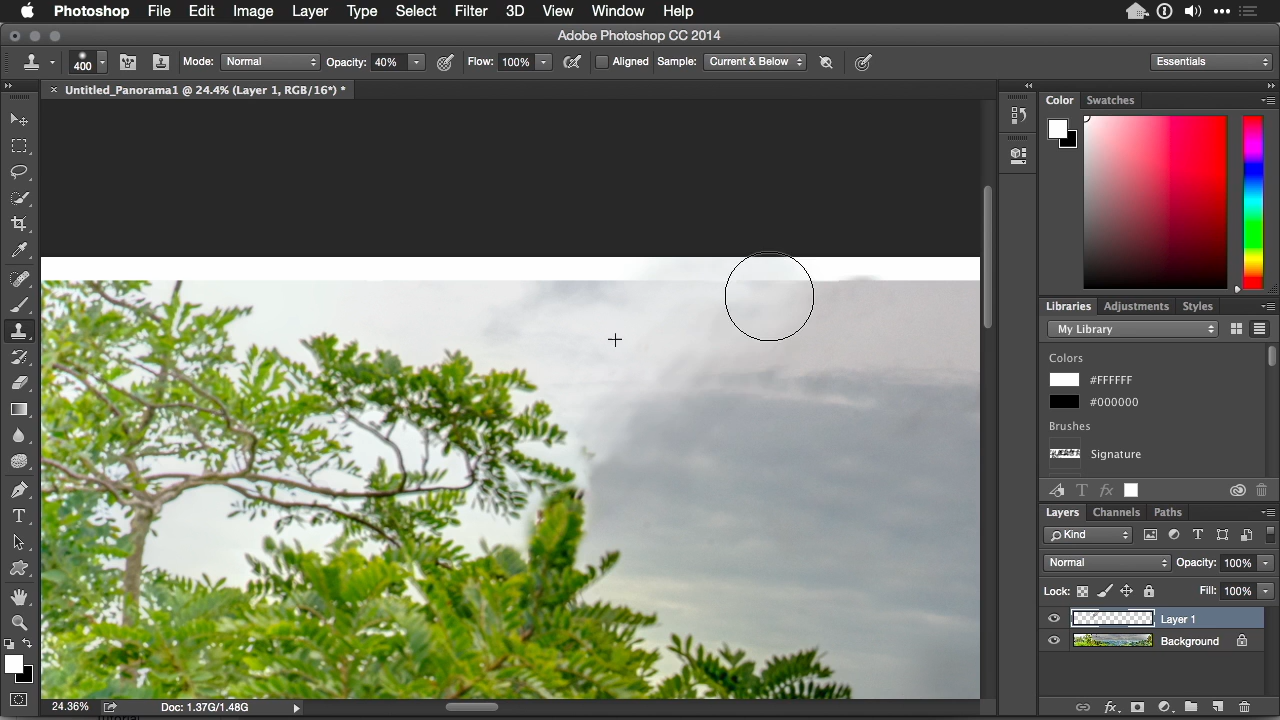 Photoshop File Edit Image Layer Type Select Filter 3D View Window Help
Adobe Photoshop CC 2014
400 Mode: Normal Opacity: 40% Flow: 100% Aligned Sample: Current & Below Essentials
× Untitled_Panorama1 @ 24.4% (Layer 1, RGB/16*) *
Color Swatches
Libraries Adjustments Styles
My Library
Colors
#FFFFFF
#000000
Brushes
Signature
T fx
Layers Channels Paths
Kind T
Normal Opacity: 100%
Lock: Fill: 100%
Layer 1
Background
24.36% Doc: 1.37G/1.48G fx